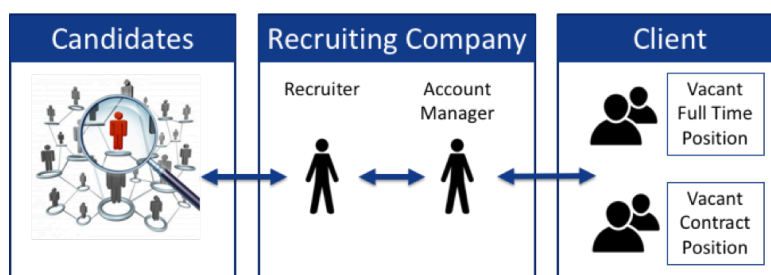 Candidates
Recruiting Company
Client
Recruiter
Account
Manager
Vacant
Full Time
Position
Vacant
Contract
Position